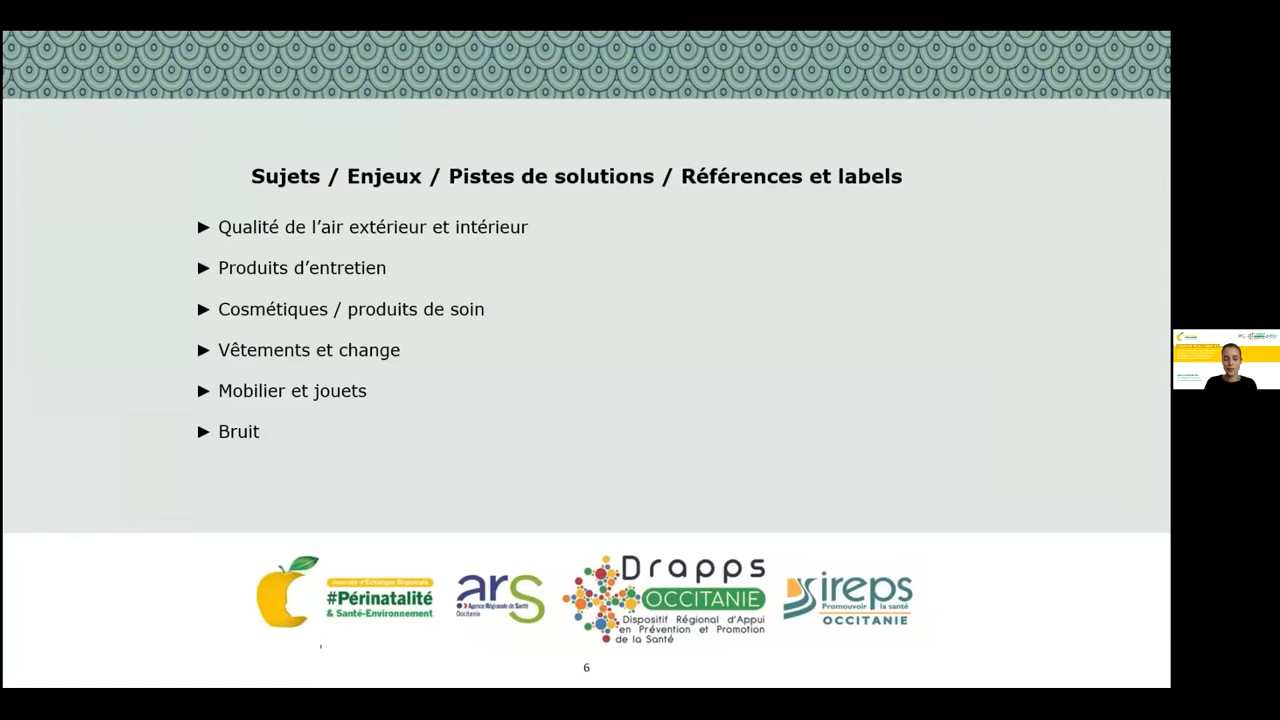 Sujets / Enjeux / Pistes de solutions / Références et labels
► Qualité de l’air extérieur et intérieur
► Produits d’entretien
► Cosmétiques / produits de soin
► Vêtements et change
► Mobilier et jouets
► Bruit
Journée d'Échanges Régionales
#Périnatalité
& Santé-Environnement
ars
Agence Régionale de Santé
Occitanie
Drapps
OCCITANIE
Dispositif Régional d'Appui
en Prévention et Promotion
de la Santé
ireps
Promouvoir la santé
OCCITANIE
6